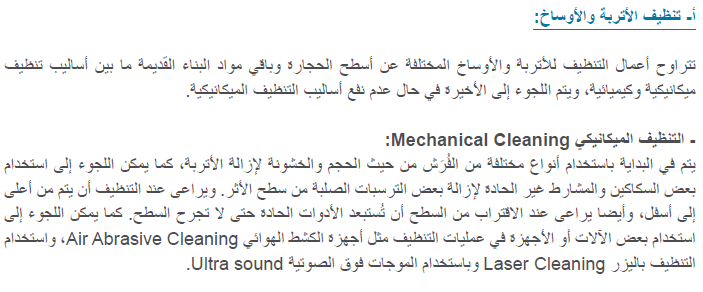 أ- تنظيف الأتربة والأوساخ:
تتراوح أعمال التنظيف للأتربة والأوساخ المختلفة عن أسطح الحجارة وباقي مواد البناء القديمة ما بين أساليب تنظيف
ميكانيكية وكيميائية، ويتم اللجوء إلى الأخيرة في حال عدم نفع أساليب التنظيف الميكانيكية.
- التنظيف الميكانيكي Mechanical Cleaning:
يتم في البداية باستخدام أنواع مختلفة من الفُرَش من حيث الحجم والخشونة لإزالة الأتربة، كما يمكن اللجوء إلى استخدام
بعض السكاكين والمشارط غير الحادة لإزالة بعض الترسبات الصلبة من سطح الأثر. ويراعى عند التنظيف أن يتم من أعلى
إلى أسفل، وأيضا يراعى عند الاقتراب من السطح أن تُستبعد الأدوات الحادة حتى لا تجرح السطح. كما يمكن اللجوء إلى
استخدام بعض الآلات أو الأجهزة في عمليات التنظيف مثل أجهزة الكشط الهوائي Air Abrasive Cleaning، واستخدام
التنظيف باليزر Laser Cleaning وباستخدام الموجات فوق الصوتية Ultra sound.